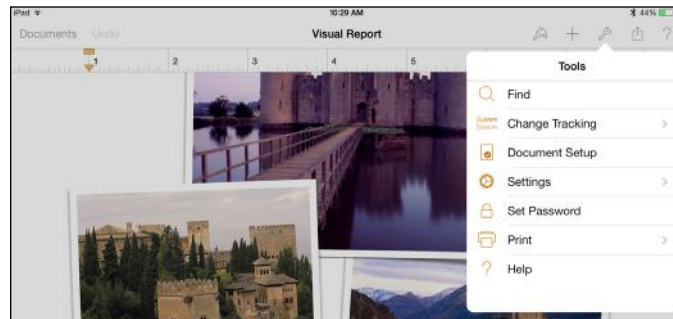 iPad 10:29 AM 44%
Documents Undo Visual Report + ?
1 2 3 4 5
Tools
Find
Change Tracking
Document Setup
Settings
Set Password
Print
Help